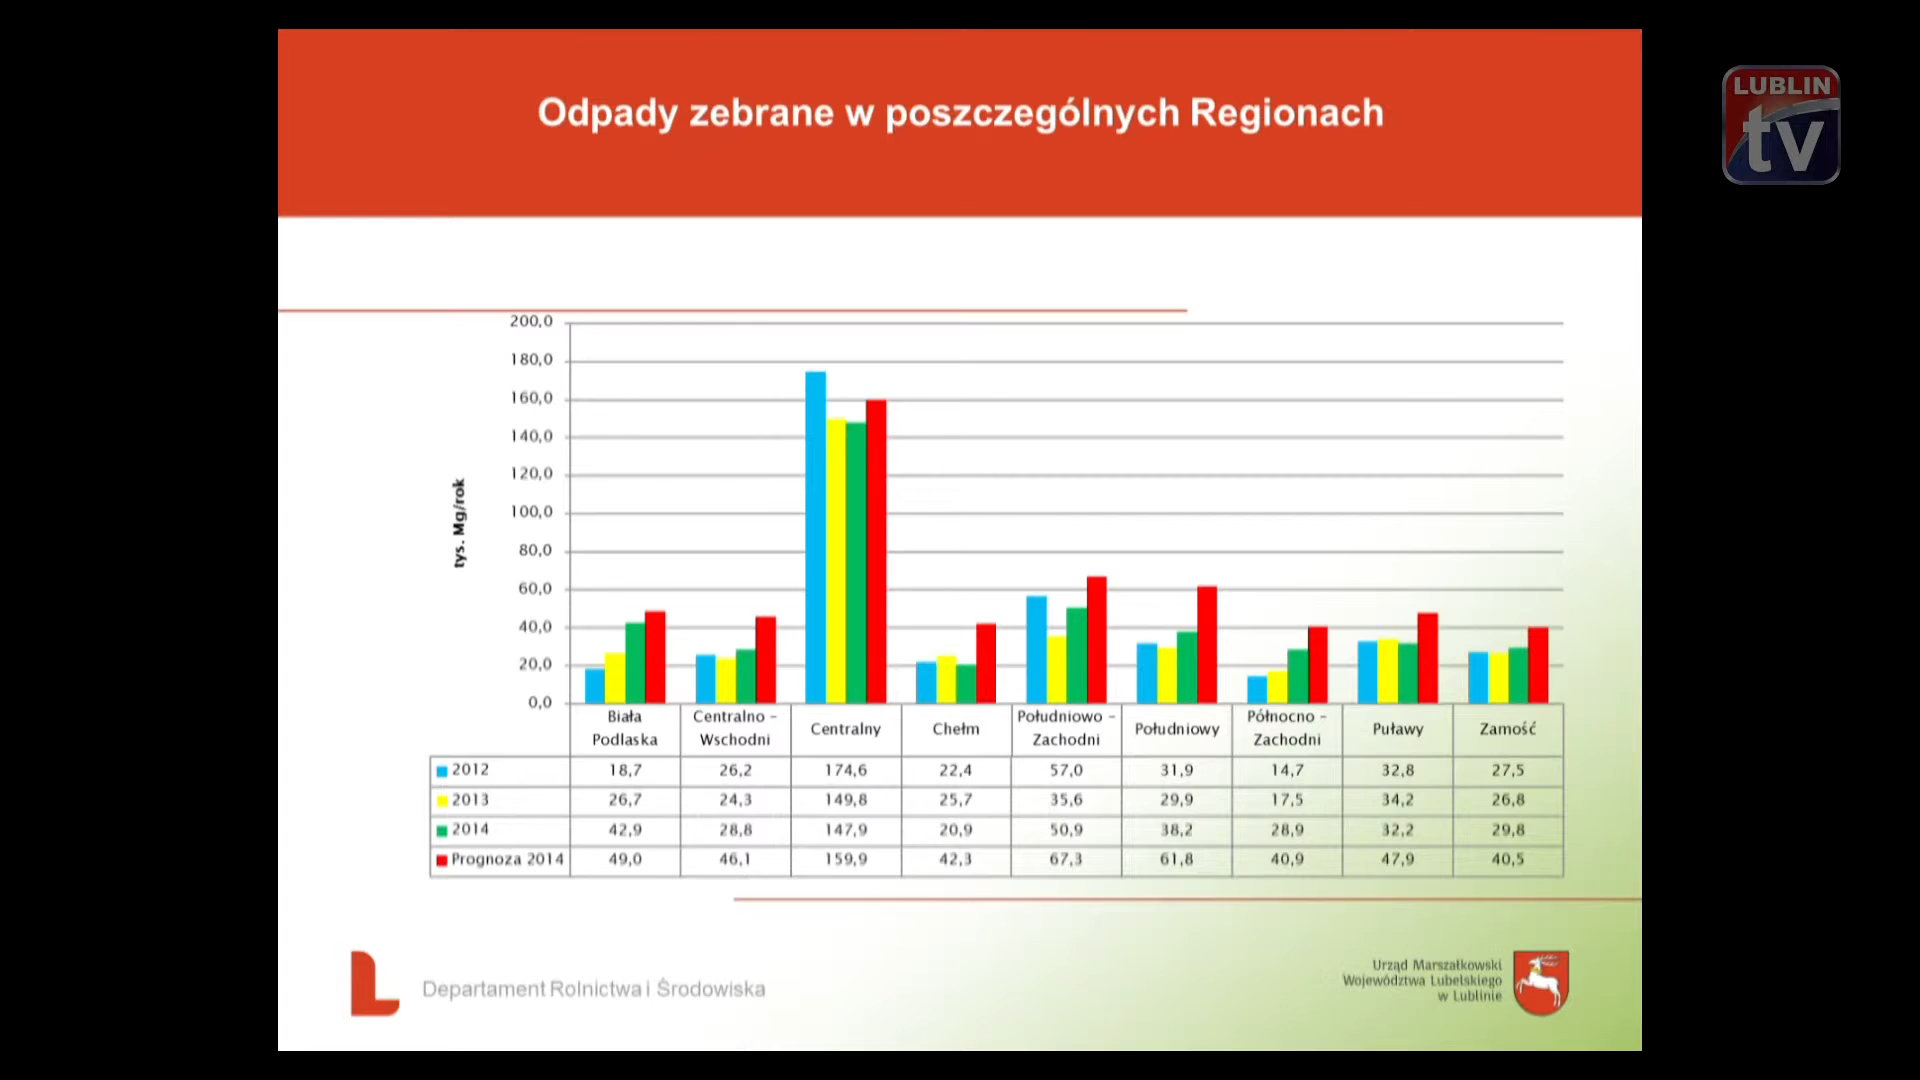 LUBLIN
tv
Odpady zebrane w poszczególnych Regionach
200,0
180,0
160,0
140,0
120,0
100,0
80,0
60,0
40,0
20,0
0,0
tys. Mg/rok
Biała Podlaska
Centralno - Wschodni
Centralny
Chełm
Południowo - Zachodni
Południowy
Północno - Zachodni
Puławy
Zamość
2012 18,7 26,2 174,6 22,4 57,0 31,9 14,7 32,8 27,5
2013 26,7 24,3 149,8 25,7 35,6 29,9 17,5 34,2 26,8
2014 42,9 28,8 147,9 20,9 50,9 38,2 28,9 32,2 29,8
Prognoza 2014 49,0 46,1 159,9 42,3 67,3 61,8 40,9 47,9 40,5
Departament Rolnictwa i Środowiska
Urząd Marszałkowski
Województwa Lubelskiego
w Lublinie